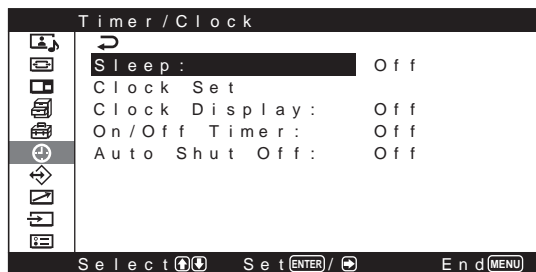 Timer/Clock
Sleep: Off
Clock Set
Clock Display: Off
On/Off Timer: Off
Auto Shut Off: Off
Select Set ENTER / End MENU